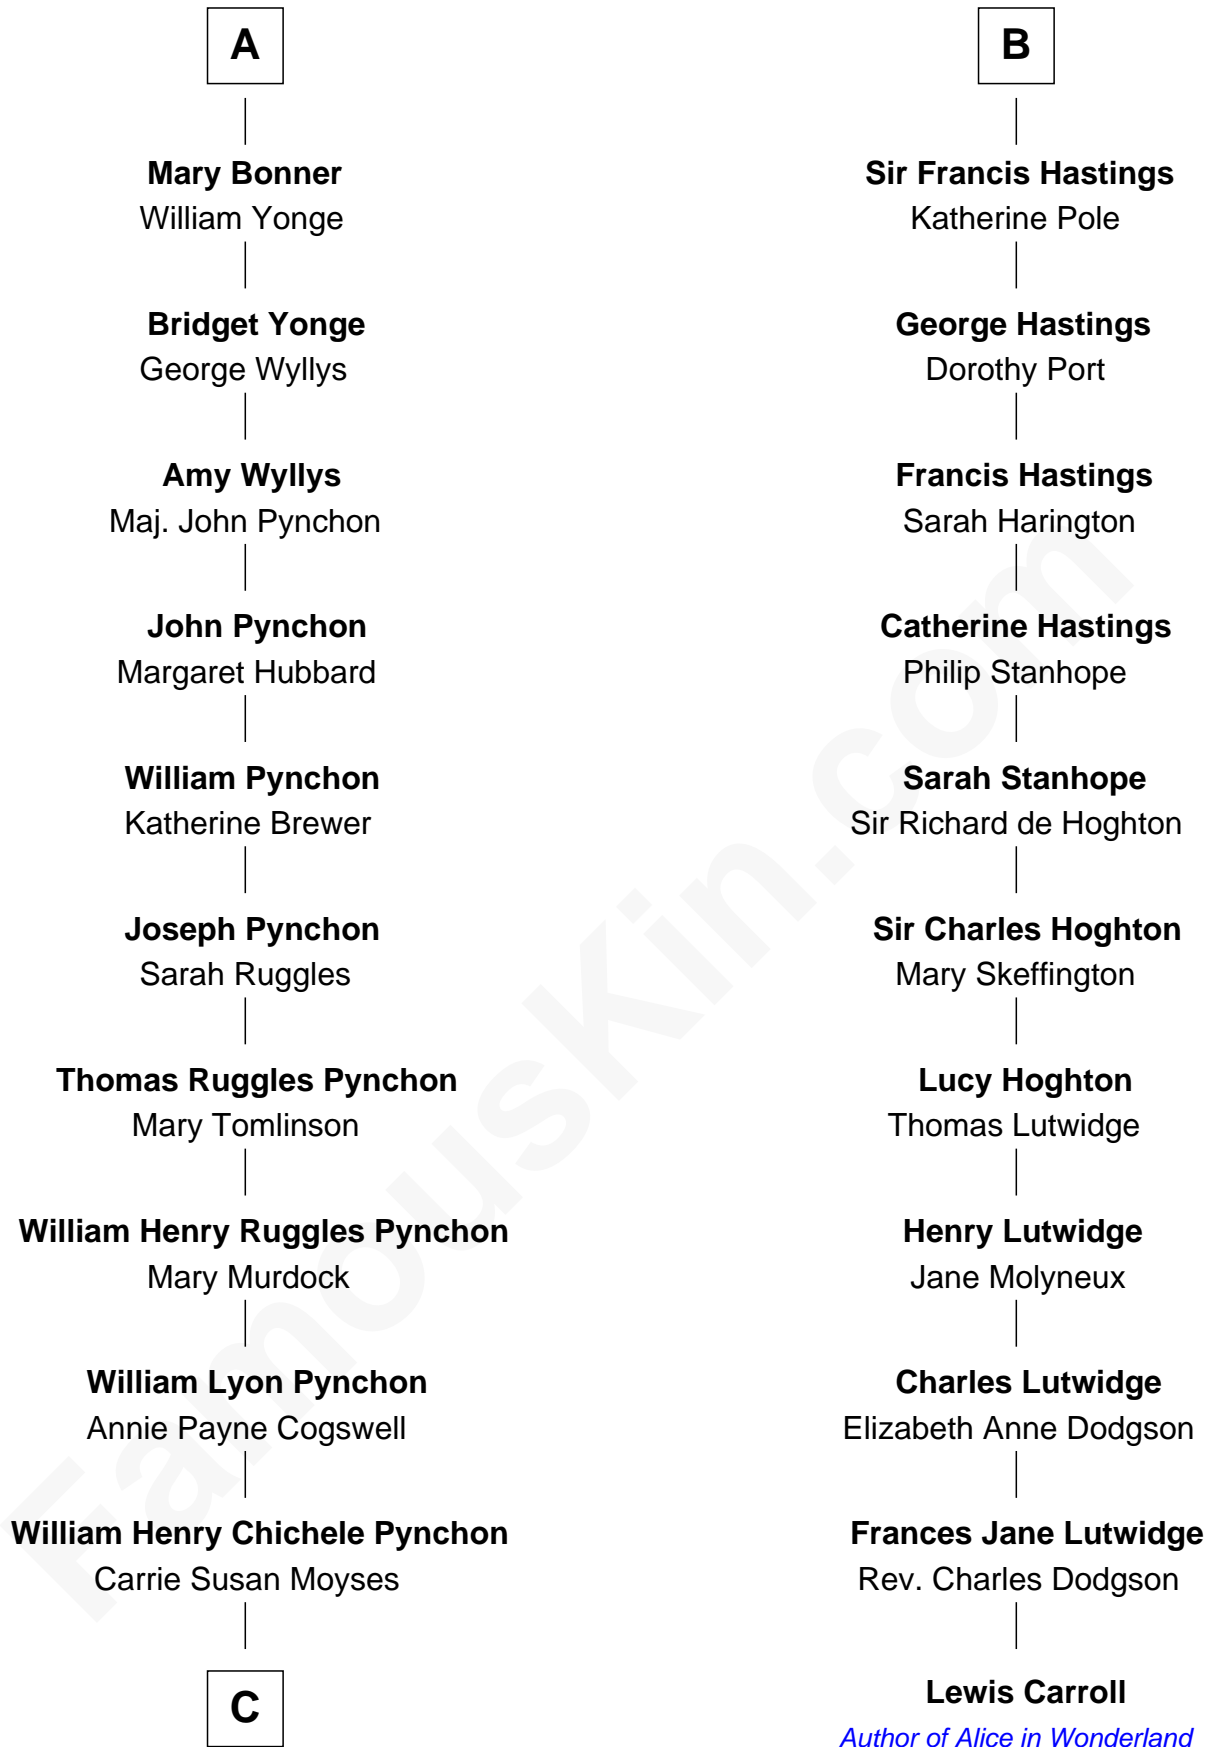 A
Mary Bonner
William Yonge
Bridget Yonge
George Wyllys
Amy Wyllys
Maj. John Pynchon
John Pynchon
Margaret Hubbard
William Pynchon
Katherine Brewer
Joseph Pynchon
Sarah Ruggles
Thomas Ruggles Pynchon
Mary Tomlinson
William Henry Ruggles Pynchon
Mary Murdock
William Lyon Pynchon
Annie Payne Cogswell
William Henry Chichele Pynchon
Carrie Susan Moyses
C
B
Sir Francis Hastings
Katherine Pole
George Hastings
Dorothy Port
Francis Hastings
Sarah Harington
Catherine Hastings
Philip Stanhope
Sarah Stanhope
Sir Richard de Hoghton
Sir Charles Hoghton
Mary Skeffington
Lucy Hoghton
Thomas Lutwidge
Henry Lutwidge
Jane Molyneux
Charles Lutwidge
Elizabeth Anne Dodgson
Frances Jane Lutwidge
Rev. Charles Dodgson
Lewis Carroll
Author of Alice in Wonderland
FamousKin.com